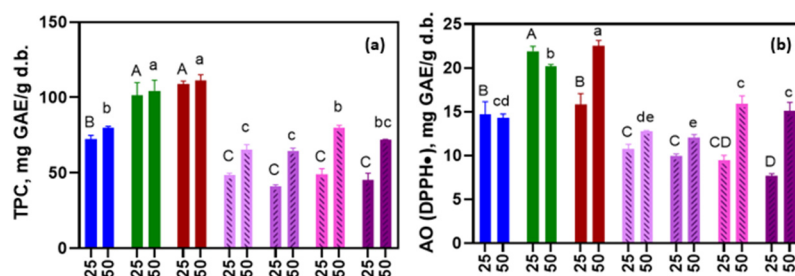 TPC, mg GAE/g d.b.
150
100
50
0
(a)
B b A a A a C c C c C b C bc
25 50 25 50 25 50 25 50 25 50 25 50 25 50
AO (DPPH•), mg GAE/g d.b.
25
20
15
10
5
0
(b)
B cd A b B a C de C e CD c D c
25 50 25 50 25 50 25 50 25 50 25 50 25 50